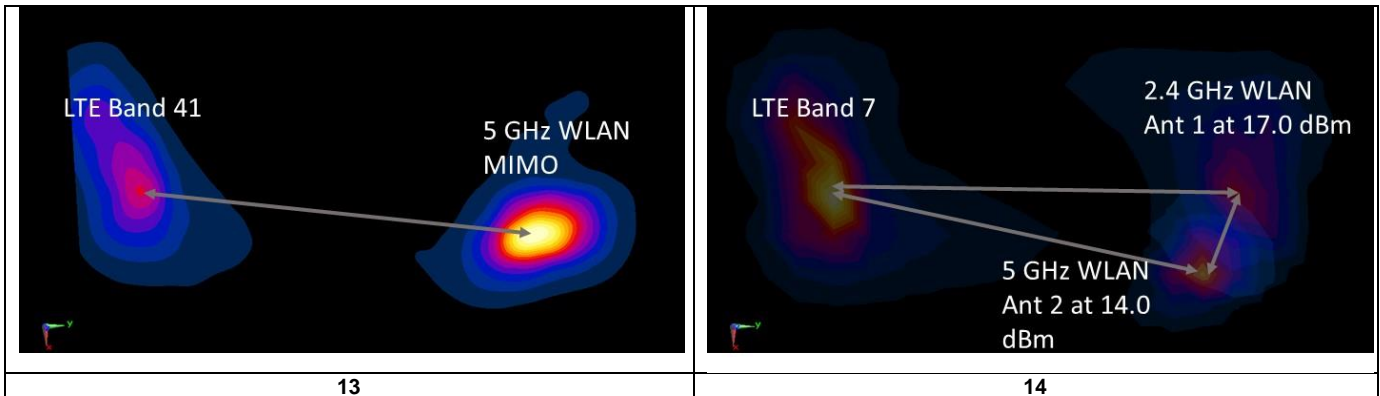 LTE Band 41
5 GHz WLAN
MIMO
LTE Band 7
2.4 GHz WLAN
Ant 1 at 17.0 dBm
5 GHz WLAN
Ant 2 at 14.0
dBm
y
x
y
x
13
14